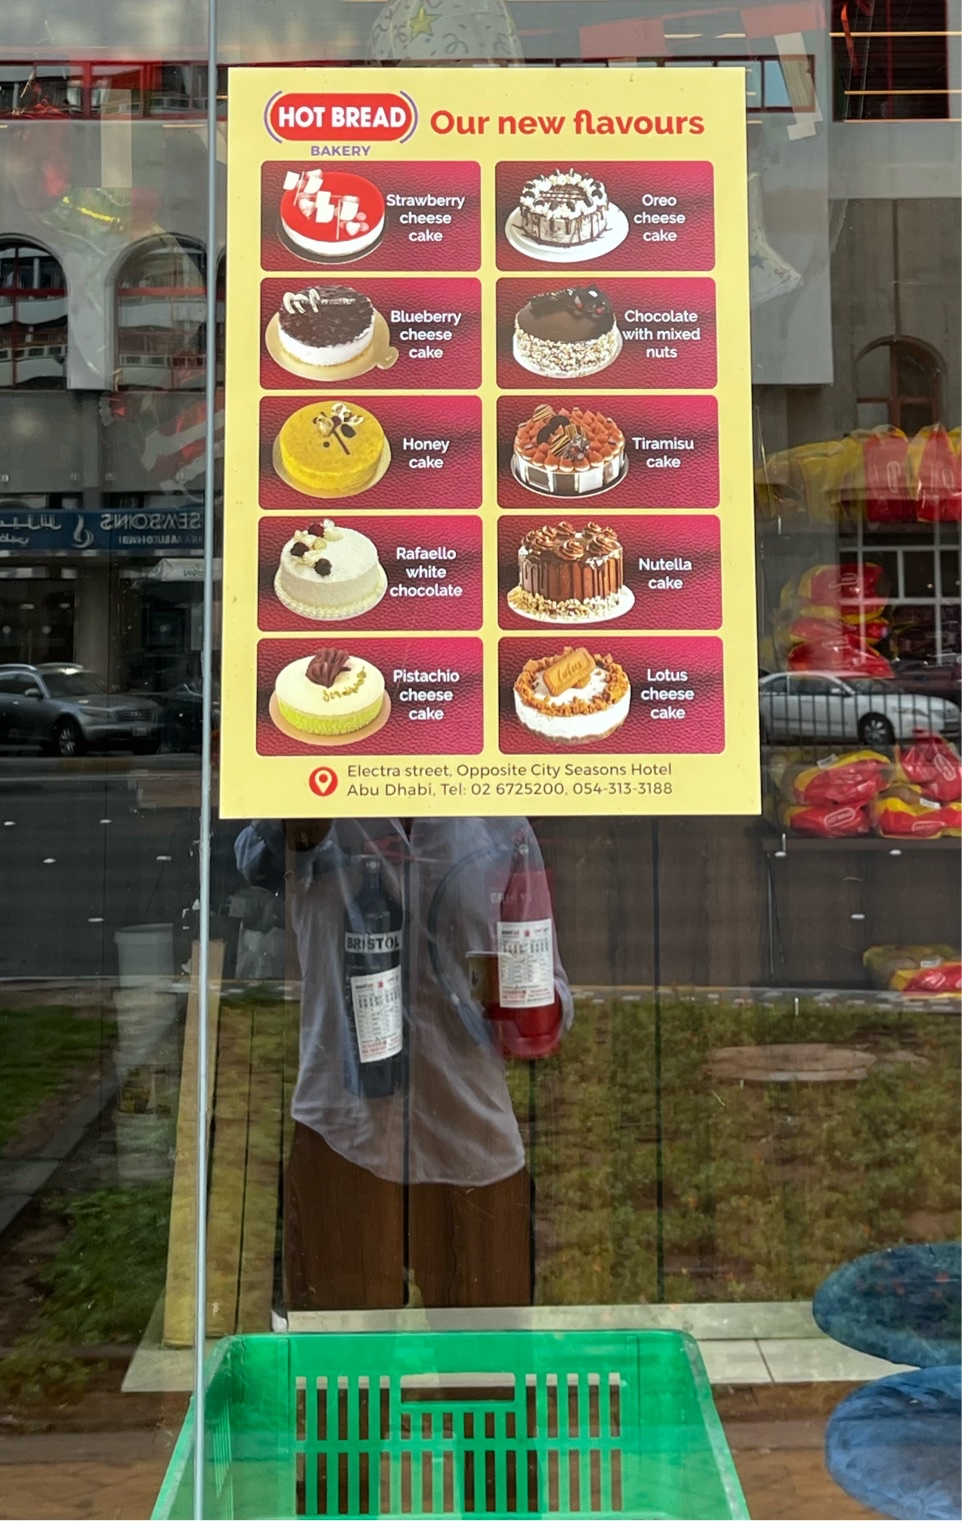 HOT BREAD
BAKERY
Our new flavours
Strawberry
cheese
cake
Oreo
cheese
cake
Blueberry
cheese
cake
Chocolate
with mixed
nuts
Honey
cake
Tiramisu
cake
Rafaello
white
chocolate
Nutella
cake
Pistachio
cheese
cake
Lotus
Lotus
cheese
cake
Electra street, Opposite City Seasons Hotel
Abu Dhabi, Tel: 02 6725200, 054-313-3188
SEASONS
BRISTOL